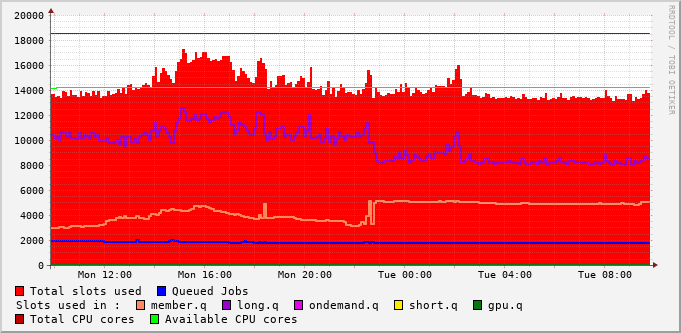 RRDTOOL / TOBI OETIKER
20000
18000
16000
14000
12000
10000
8000
6000
4000
2000
0
Mon 12:00 Mon 16:00 Mon 20:00 Tue 00:00 Tue 04:00 Tue 08:00
Total slots used Queued Jobs
Slots used in : member.q long.q ondemand.q short.q gpu.q
Total CPU cores Available CPU cores